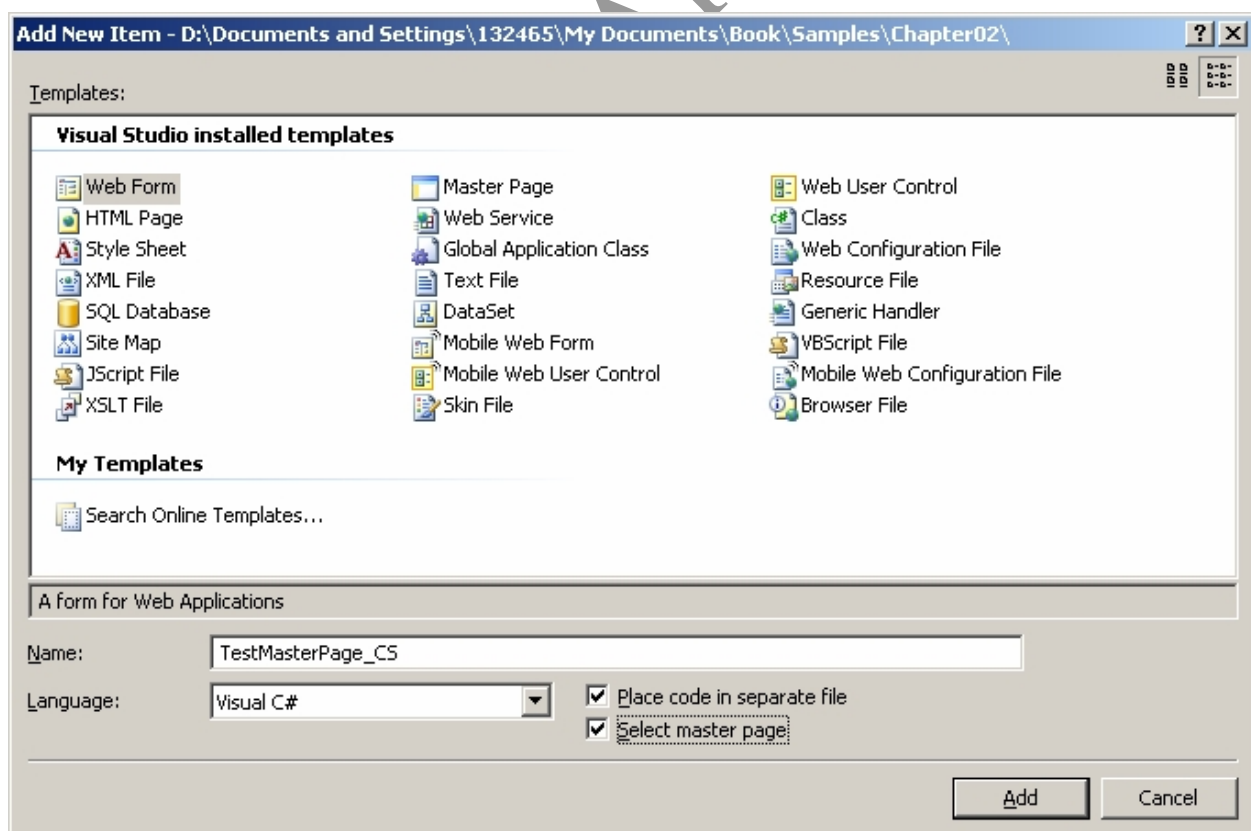 Add New Item - D:\Documents and Settings\132465\My Documents\Book\Samples\Chapter02\
Templates:
Visual Studio installed templates
Web Form
Master Page
Web User Control
HTML Page
Web Service
Class
Style Sheet
Global Application Class
Web Configuration File
XML File
Text File
Resource File
SQL Database
DataSet
Generic Handler
Site Map
Mobile Web Form
VBScript File
JScript File
Mobile Web User Control
Mobile Web Configuration File
XSLT File
Skin File
Browser File
My Templates
Search Online Templates...
A form for Web Applications
Name:
TestMasterPage_CS
Language:
Visual C#
Place code in separate file
Select master page
Add
Cancel